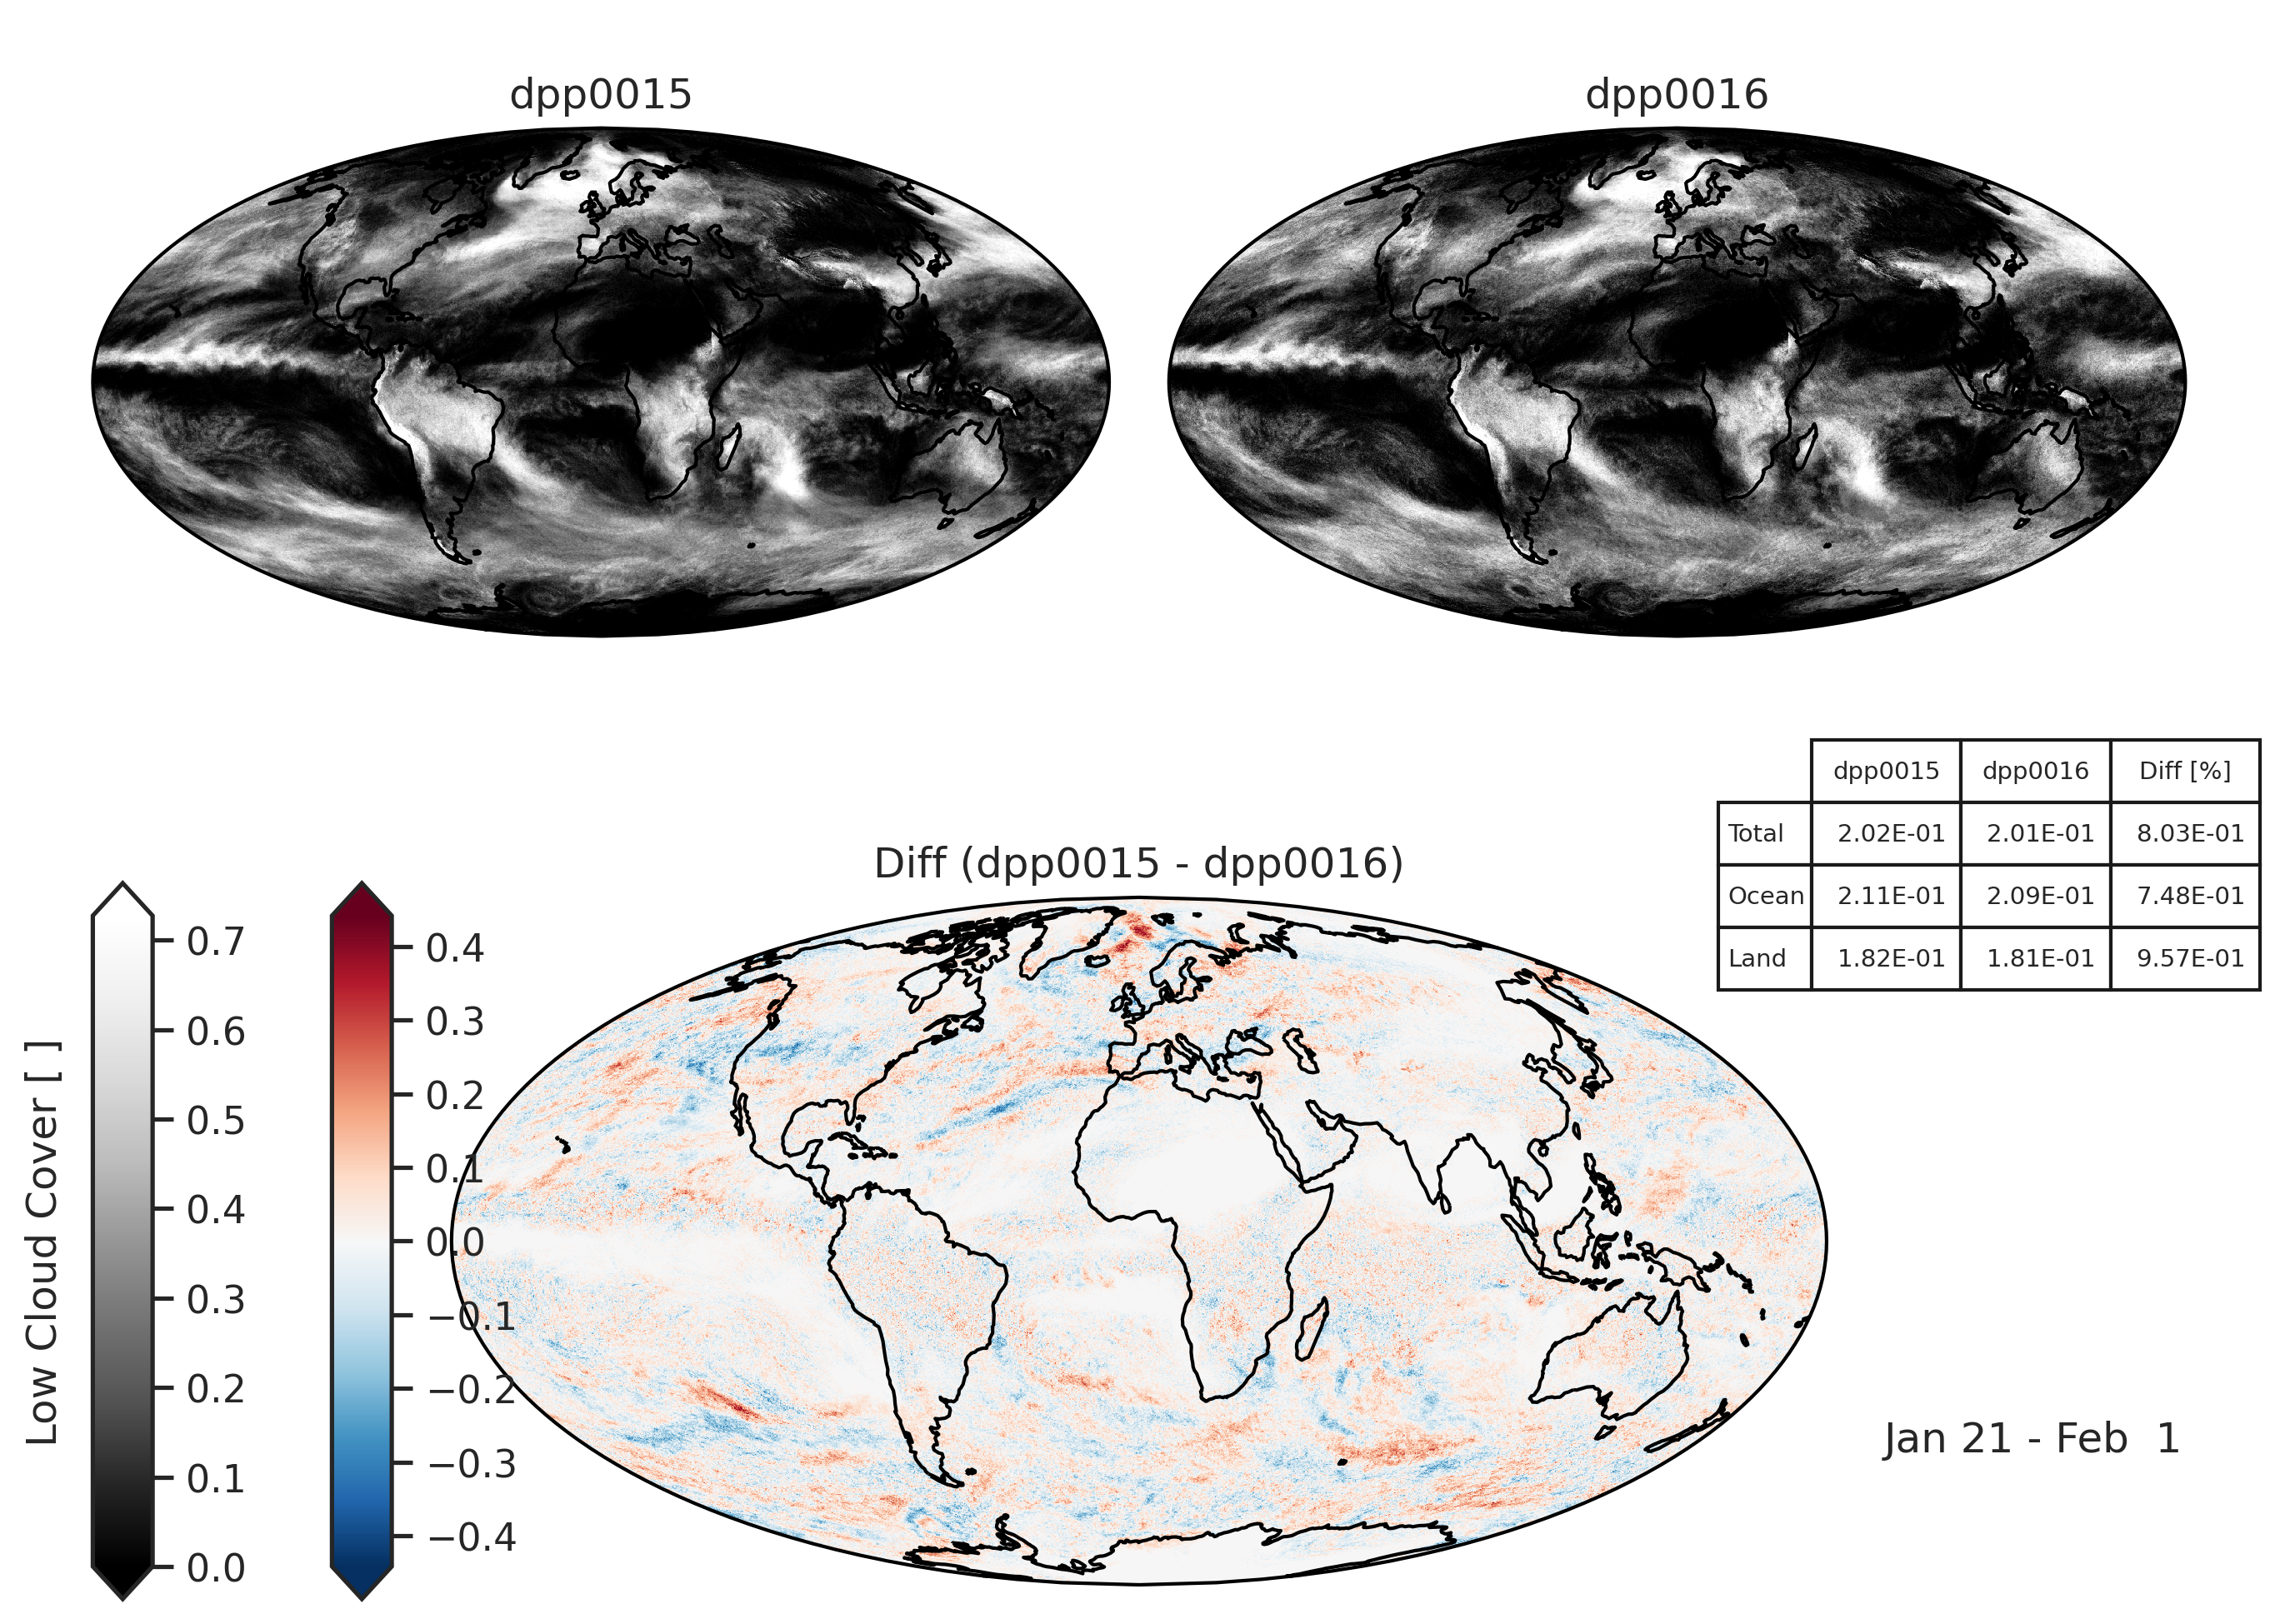 dpp0015
dpp0016
dpp0015 dpp0016 Diff [%]
Total 2.02E-01 2.01E-01 8.03E-01
Ocean 2.11E-01 2.09E-01 7.48E-01
Land 1.82E-01 1.81E-01 9.57E-01
Diff (dpp0015 - dpp0016)
Low Cloud Cover [ ]
0.7
0.6
0.5
0.4
0.3
0.2
0.1
0.0
0.4
0.3
0.2
0.1
0.0
−0.1
−0.2
−0.3
−0.4
Jan 21 - Feb  1